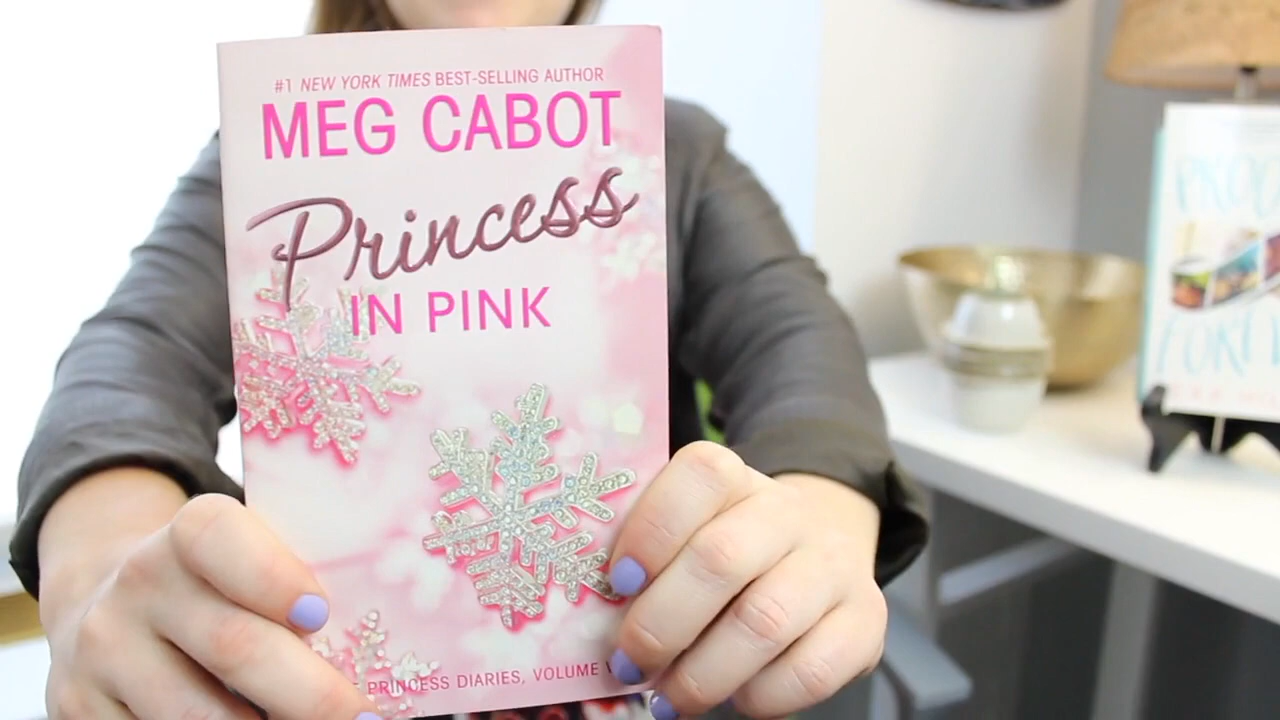 #1 NEW YORK TIMES BEST-SELLING AUTHOR
MEG CABOT
Princess
IN PINK
PRINCESS DIARIES, VOLUME